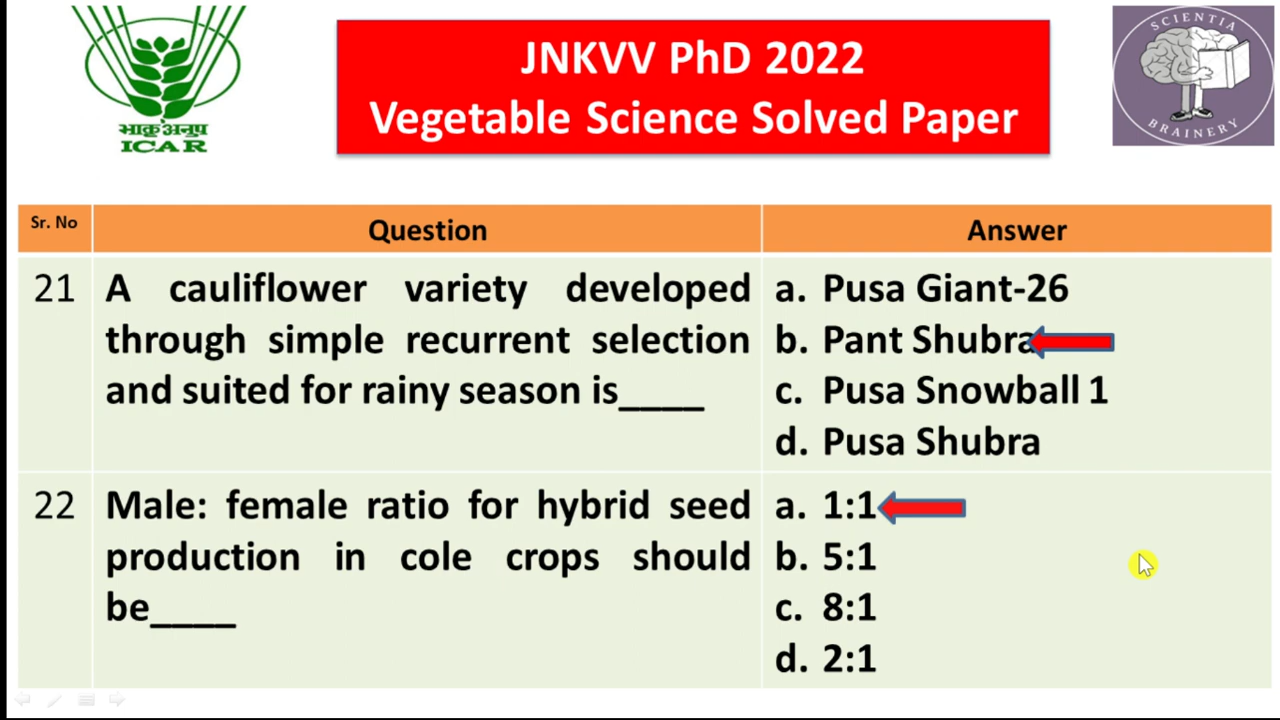 भाकृअनुप
ICAR
JNKVV PhD 2022
Vegetable Science Solved Paper
SCIENTIA
BRAINERY
Sr. No
Question
Answer
21
A cauliflower variety developed
through simple recurrent selection
and suited for rainy season is____
a. Pusa Giant-26
b. Pant Shubra
c. Pusa Snowball 1
d. Pusa Shubra
22
Male: female ratio for hybrid seed
production in cole crops should
be____
a. 1:1
b. 5:1
c. 8:1
d. 2:1